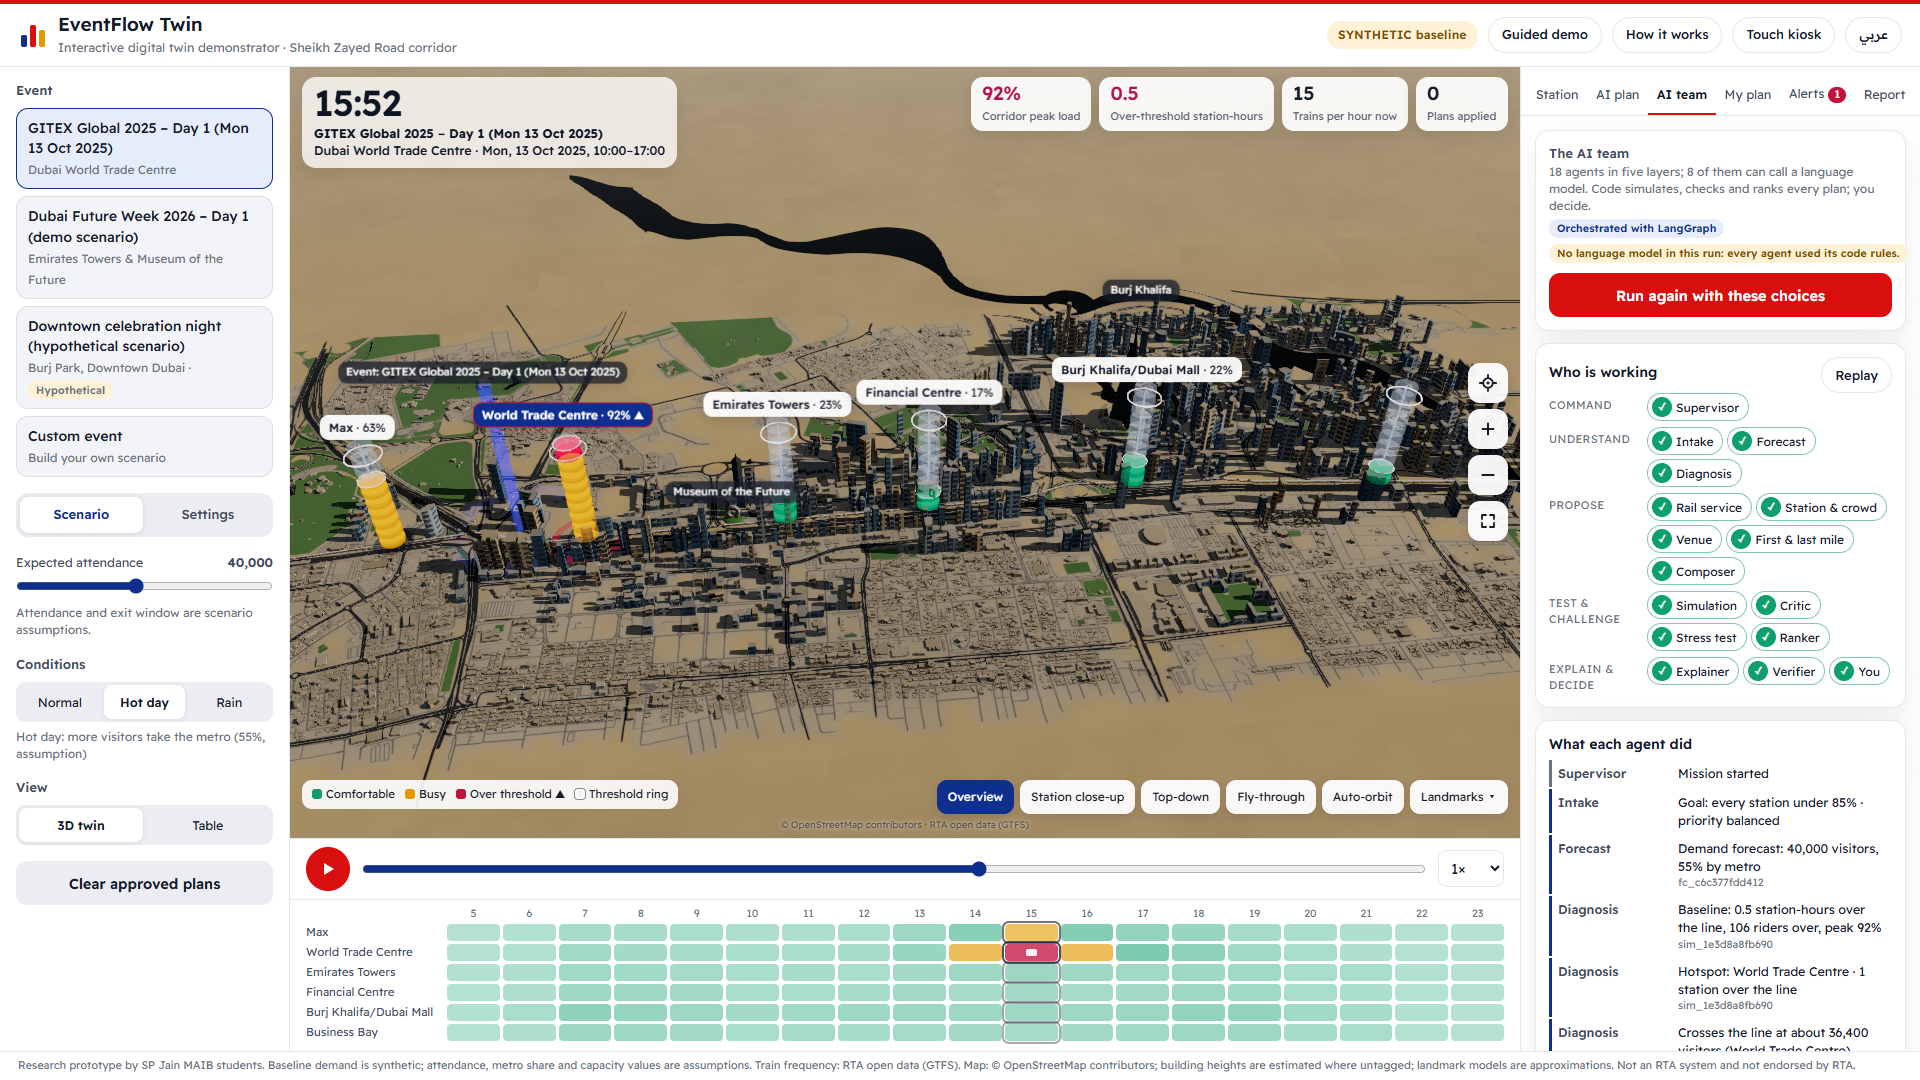 EventFlow Twin
Interactive digital twin demonstrator · Sheikh Zayed Road corridor
SYNTHETIC baseline
Guided demo
How it works
Touch kiosk
عربي
Event
GITEX Global 2025 – Day 1 (Mon
13 Oct 2025)
Dubai World Trade Centre
Dubai Future Week 2026 – Day 1
(demo scenario)
Emirates Towers & Museum of the
Future
Downtown celebration night
(hypothetical scenario)
Burj Park, Downtown Dubai ·
Hypothetical
Custom event
Build your own scenario
Scenario
Settings
Expected attendance
40,000
Attendance and exit window are scenario
assumptions.
Conditions
Normal
Hot day
Rain
Hot day: more visitors take the metro (55%,
assumption)
View
3D twin
Table
Clear approved plans
15:52
GITEX Global 2025 – Day 1 (Mon 13 Oct 2025)
Dubai World Trade Centre · Mon, 13 Oct 2025, 10:00–17:00
92%
Corridor peak load
0.5
Over-threshold station-hours
15
Trains per hour now
0
Plans applied
Burj Khalifa
Event: GITEX Global 2025 – Day 1 (Mon 13 Oct 2025)
Burj Khalifa/Dubai Mall · 22%
Financial Centre · 17%
Emirates Towers · 23%
World Trade Centre · 92% ▲
Max · 63%
Museum of the Future
+
−
Comfortable
Busy
Over threshold ▲
Threshold ring
Overview
Station close-up
Top-down
Fly-through
Auto-orbit
Landmarks
© OpenStreetMap contributors · RTA open data (GTFS)
1×
5 6 7 8 9 10 11 12 13 14 15 16 17 18 19 20 21 22 23
Max
World Trade Centre
Emirates Towers
Financial Centre
Burj Khalifa/Dubai Mall
Business Bay
Station
AI plan
AI team
My plan
Alerts 1
Report
The AI team
18 agents in five layers; 8 of them can call a language
model. Code simulates, checks and ranks every plan; you
decide.
Orchestrated with LangGraph
No language model in this run: every agent used its code rules.
Run again with these choices
Who is working
Replay
COMMAND
Supervisor
UNDERSTAND
Intake
Forecast
Diagnosis
PROPOSE
Rail service
Station & crowd
Venue
First & last mile
Composer
TEST &
CHALLENGE
Simulation
Critic
Stress test
Ranker
EXPLAIN &
DECIDE
Explainer
Verifier
You
What each agent did
Supervisor
Mission started
Intake
Goal: every station under 85% ·
priority balanced
Forecast
Demand forecast: 40,000 visitors,
55% by metro
fc_c6c377fdd412
Diagnosis
Baseline: 0.5 station-hours over
the line, 106 riders over, peak 92%
sim_1e3d8a8fb690
Diagnosis
Hotspot: World Trade Centre · 1
station over the line
sim_1e3d8a8fb690
Diagnosis
Crosses the line at about 36,400
visitors (World Trade Centre)
Research prototype by SP Jain MAIB students. Baseline demand is synthetic; attendance, metro share and capacity values are assumptions. Train frequency: RTA open data (GTFS). Map: © OpenStreetMap contributors; building heights are estimated where untagged; landmark models are approximations. Not an RTA system and not endorsed by RTA.